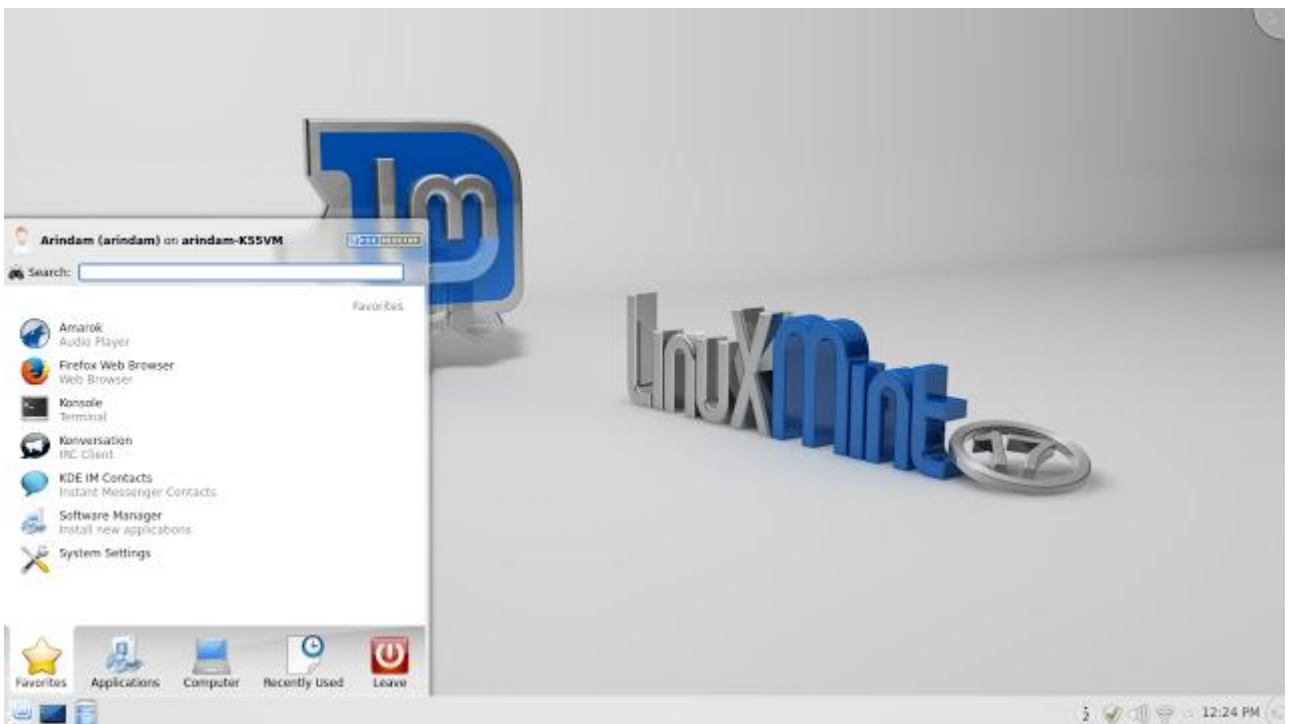 lm
Arindam (arindam) on arindam-K55VM
Search:
Favorites
Amarok
Audio Player
Firefox Web Browser
Web Browser
Konsole
Terminal
Konversation
IRC Client
KDE IM Contacts
Instant Messenger Contacts
Software Manager
Install new applications
System Settings
Favorites
Applications
Computer
Recently Used
Leave
LinuxMint 17
12:24 PM